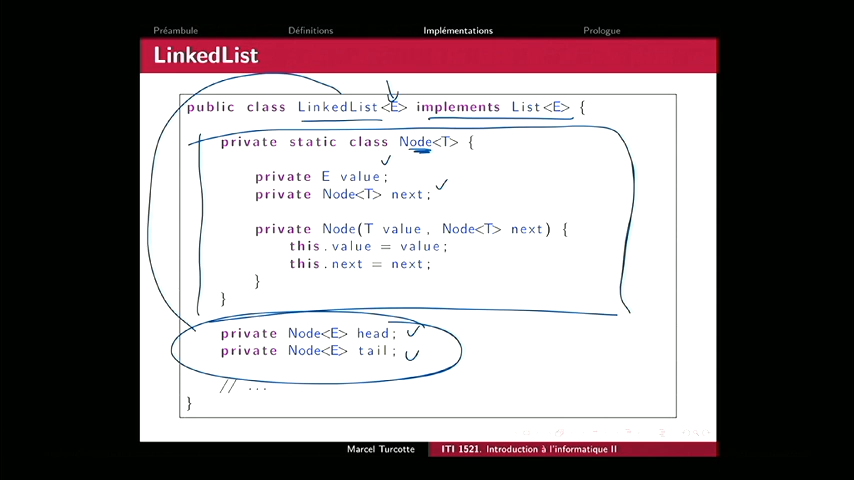 Préambule Définitions Implémentations Prologue
LinkedList
public class LinkedList<E> implements List<E> {
private static class Node<T> {
private E value;
private Node<T> next;
private Node(T value, Node<T> next) {
this.value = value;
this.next = next;
}
}
private Node<E> head;
private Node<E> tail;
// ...
}
Marcel Turcotte ITI 1521. Introduction à l'informatique II